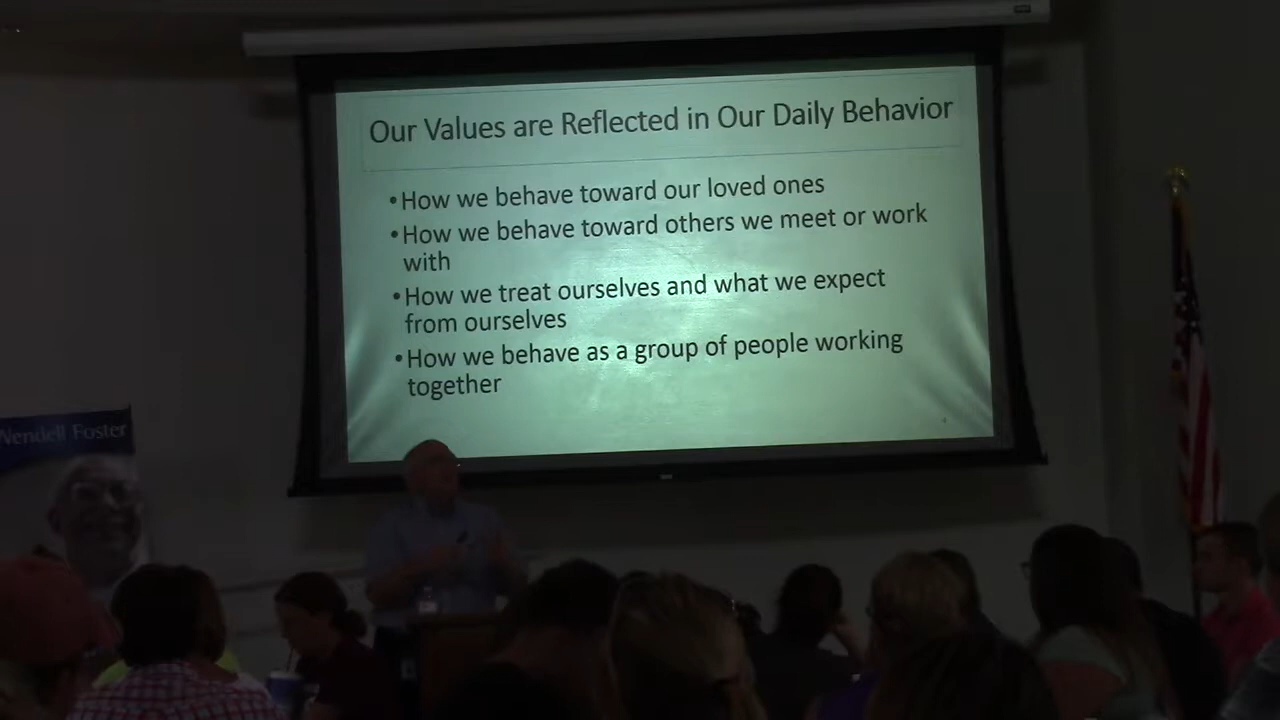 Our Values are Reflected in Our Daily Behavior
•How we behave toward our loved ones
•How we behave toward others we meet or work
with
•How we treat ourselves and what we expect
from ourselves
•How we behave as a group of people working
together
Wendell Foster